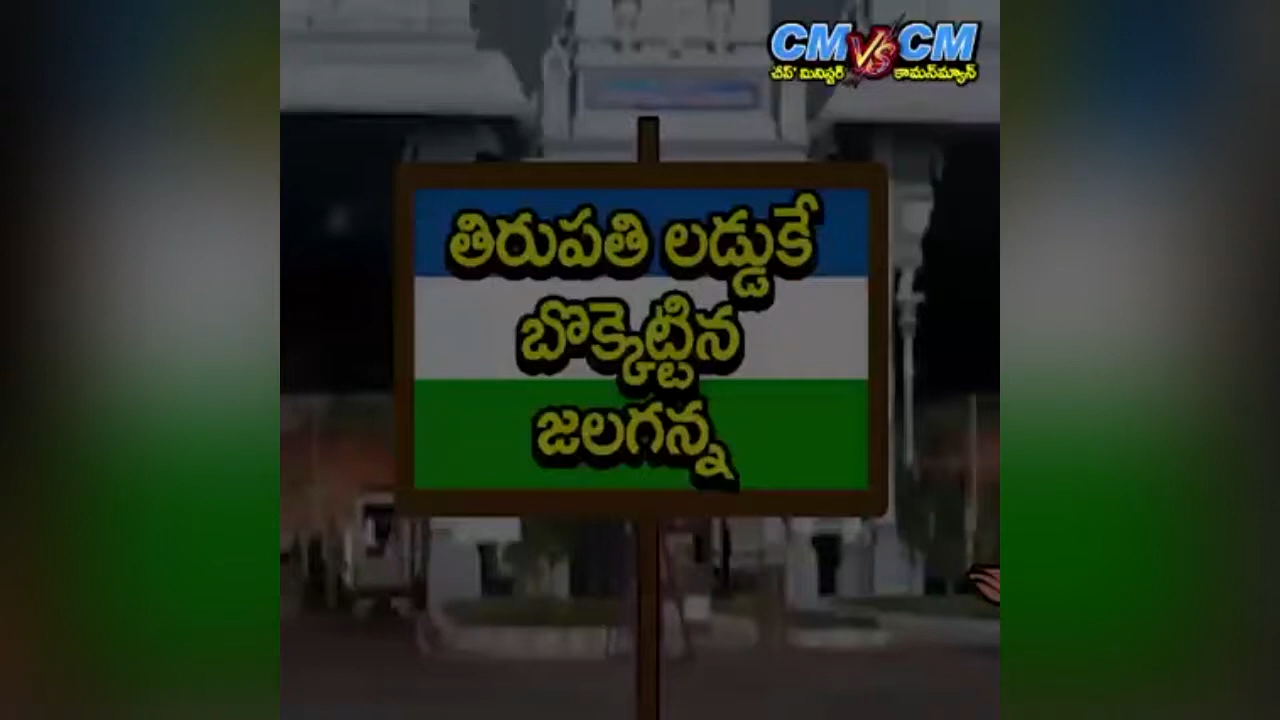 CM VS CM
చీప్ మినిస్టర్ కామన్‌మ్యాన్
తిరుపతి లడ్డుకే
బొక్కెట్టిన
జలగన్న